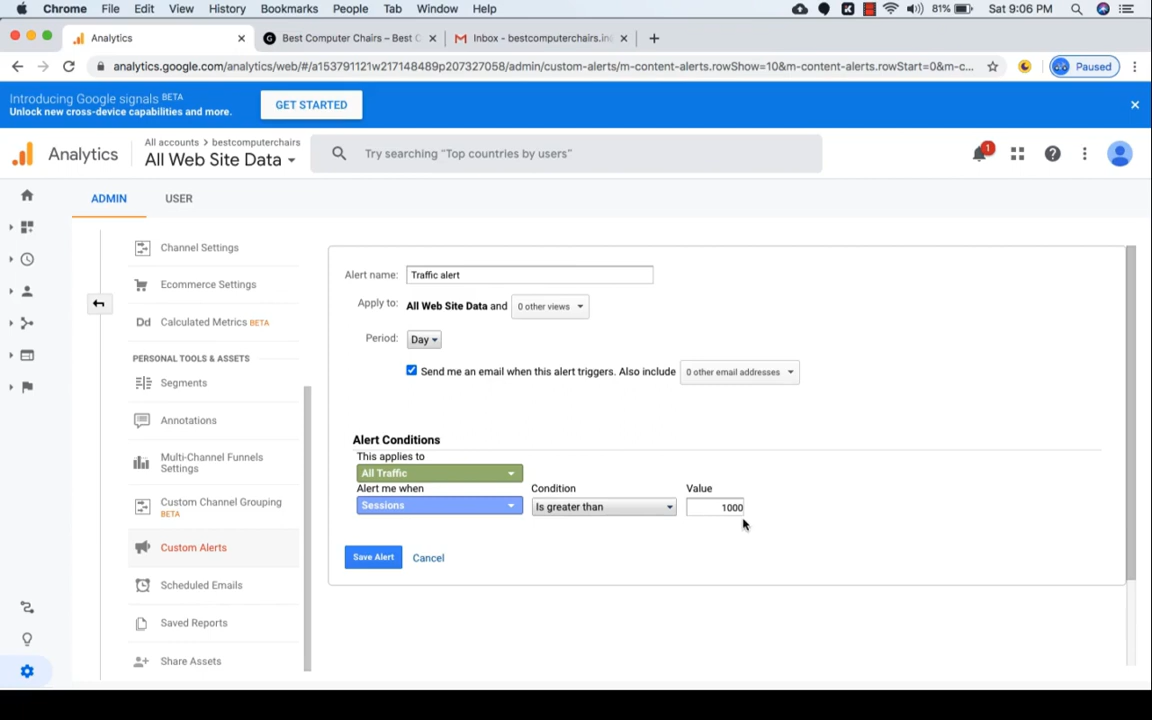 Chrome File Edit View History Bookmarks People Tab Window Help 81% Sat 9:06 PM
Analytics Best Computer Chairs – Best C Inbox - bestcomputerchairs.in
analytics.google.com/analytics/web/#/a153791121w217148489p207327058/admin/custom-alerts/m-content-alerts.rowShow=10&m-content-alerts.rowStart=0&m-c... Paused
Introducing Google signals BETA
Unlock new cross-device capabilities and more.
GET STARTED
All accounts > bestcomputerchairs
Analytics All Web Site Data Try searching "Top countries by users" 1
ADMIN USER
Channel Settings
Ecommerce Settings
Dd Calculated Metrics BETA
PERSONAL TOOLS & ASSETS
Segments
Annotations
Multi-Channel Funnels
Settings
Custom Channel Grouping
BETA
Custom Alerts
Scheduled Emails
Saved Reports
Share Assets
Alert name: Traffic alert
Apply to: All Web Site Data and 0 other views
Period: Day
Send me an email when this alert triggers. Also include 0 other email addresses
Alert Conditions
This applies to
All Traffic
Alert me when Condition Value
Sessions Is greater than 1000
Save Alert Cancel